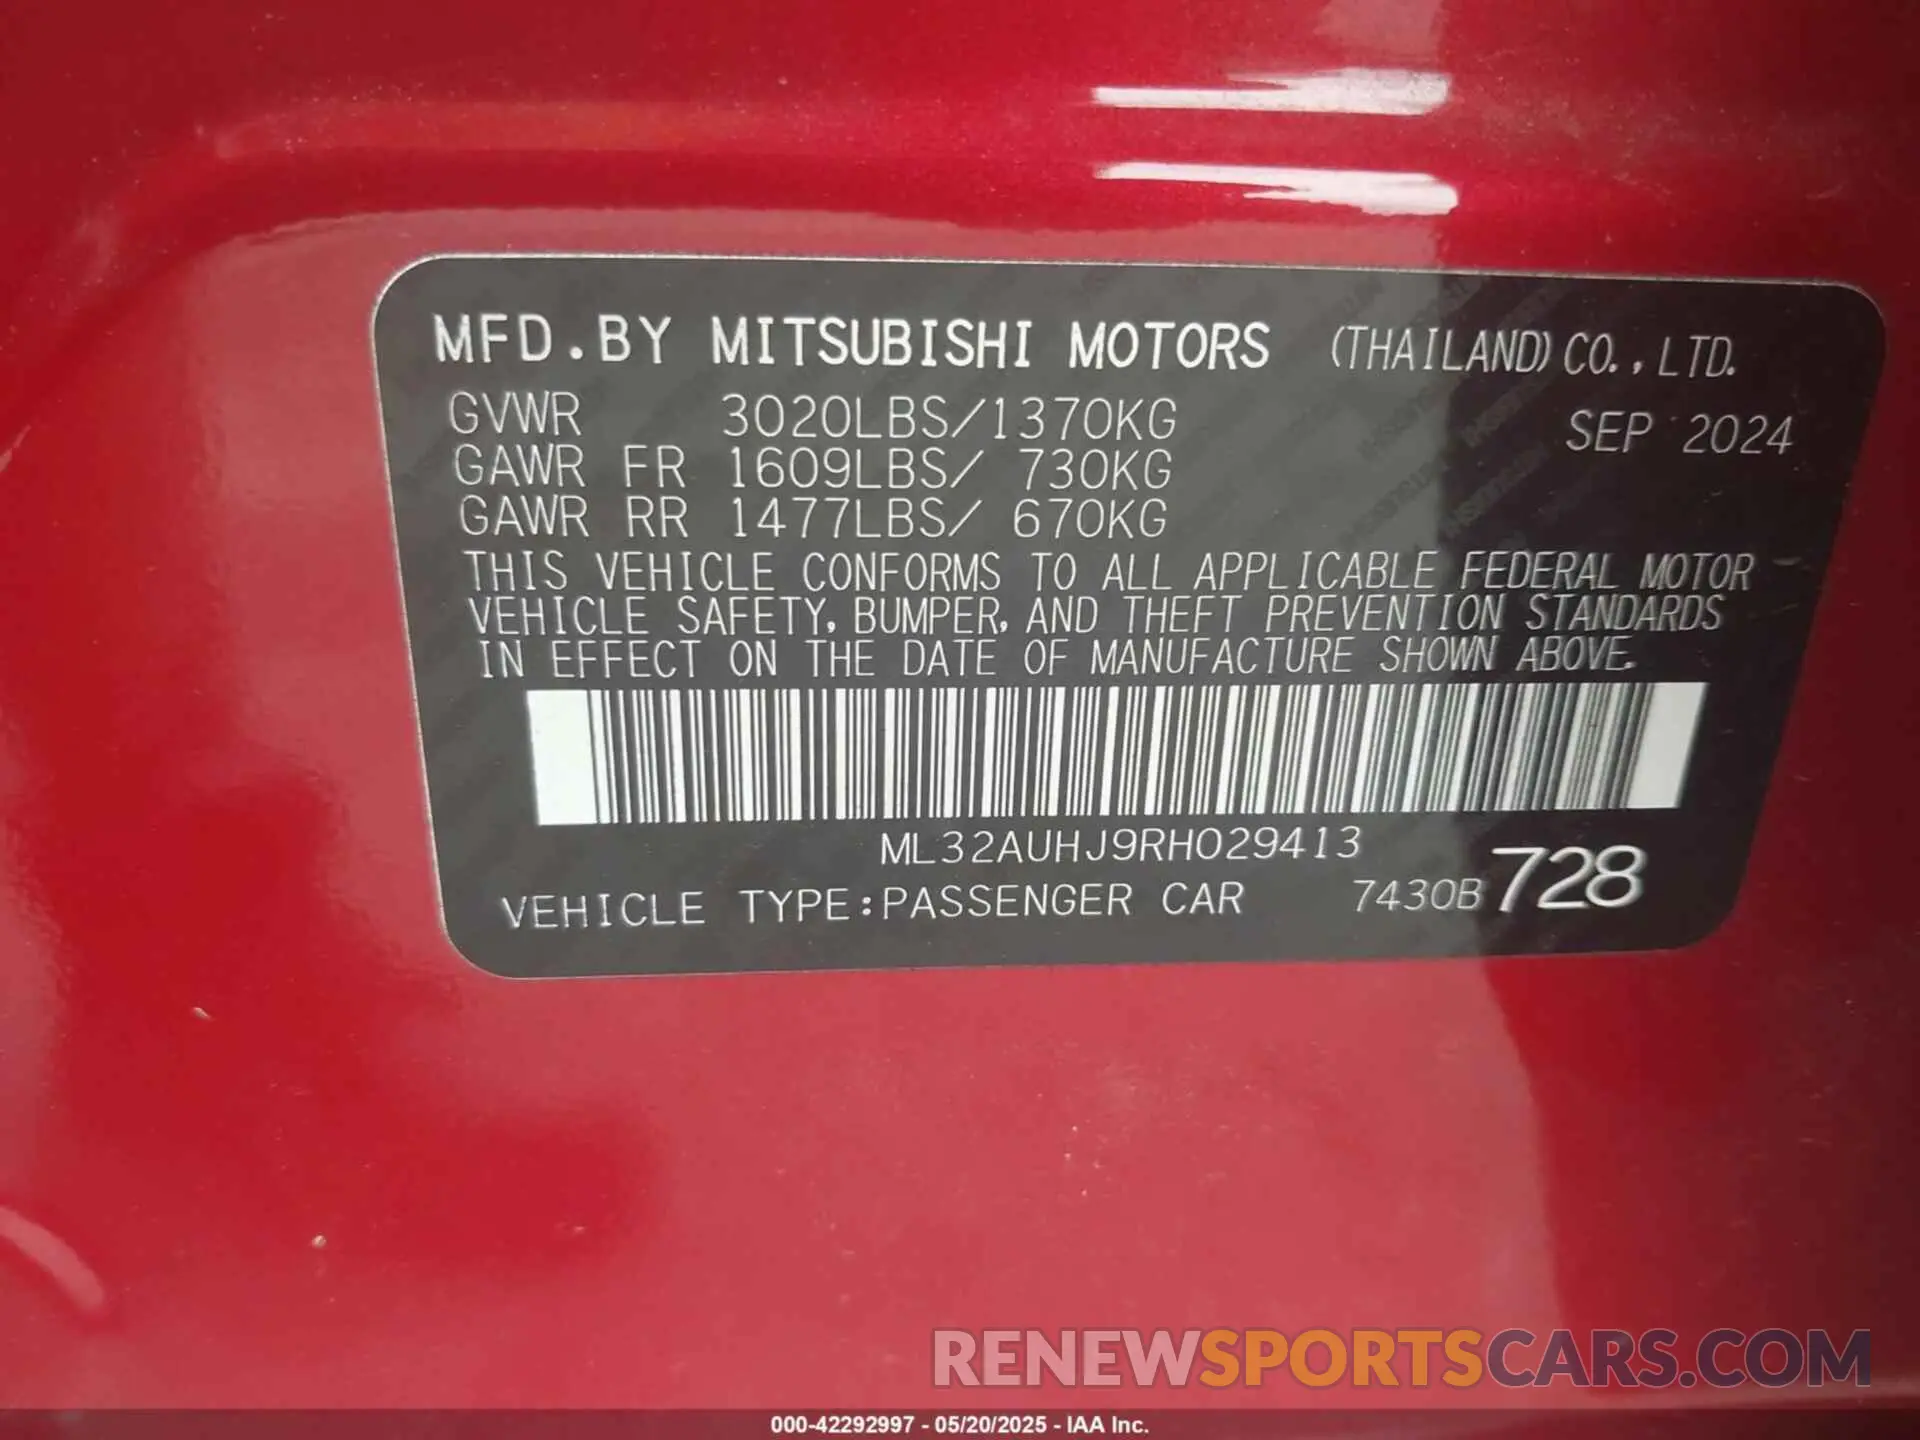 MFD.BY MITSUBISHI MOTORS (THAILAND) CO.,LTD.
GVWR 3020LBS/1370KG SEP 2024
GAWR FR 1609LBS/ 730KG
GAWR RR 1477LBS/ 670KG
THIS VEHICLE CONFORMS TO ALL APPLICABLE FEDERAL MOTOR
VEHICLE SAFETY, BUMPER, AND THEFT PREVENTION STANDARDS
IN EFFECT ON THE DATE OF MANUFACTURE SHOWN ABOVE.
ML32AUHJ9RH029413
VEHICLE TYPE:PASSENGER CAR 7430B 728
RENEWSPORTSCARS.COM
000-42292997 - 05/20/2025 - IAA Inc.